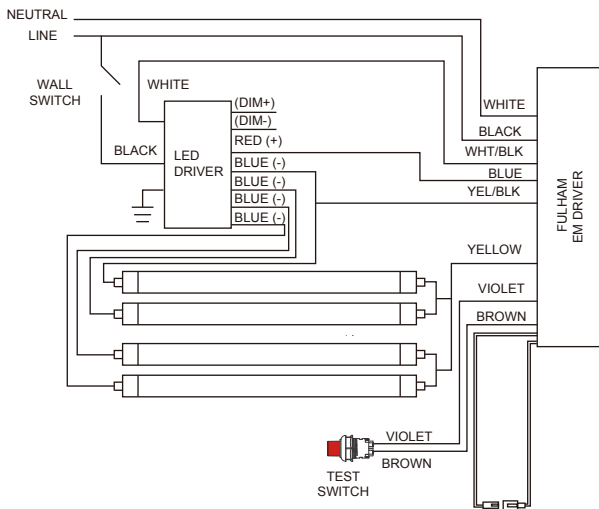 NEUTRAL
LINE
WALL
SWITCH
WHITE
BLACK
LED
DRIVER
(DIM+)
(DIM-)
RED (+)
BLUE (-)
BLUE (-)
BLUE (-)
BLUE (-)
WHITE
BLACK
WHT/BLK
BLUE
YEL/BLK
YELLOW
VIOLET
BROWN
FULHAM
EM DRIVER
VIOLET
BROWN
TEST
SWITCH